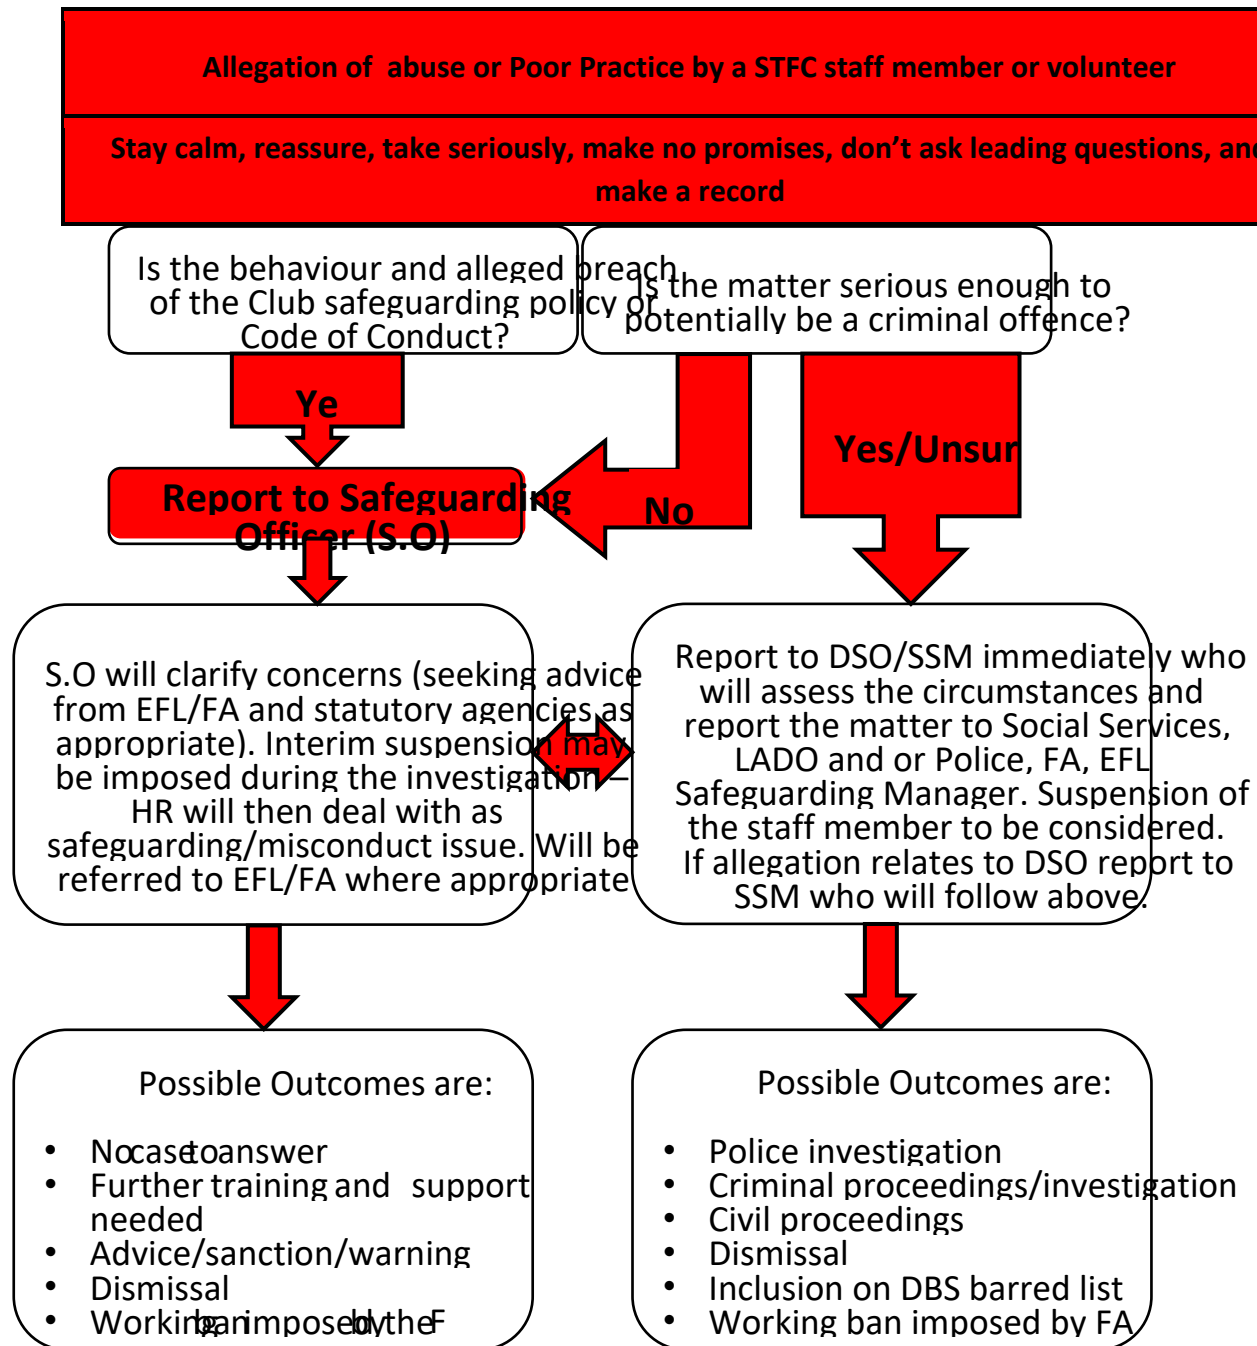 Allegation of abuse or Poor Practice by a STFC staff member or volunteer
Stay calm, reassure, take seriously, make no promises, don't ask leading questions, and
make a record
Is the behaviour and alleged breach
of the Club safeguarding policy or
Code of Conduct?
Is the matter serious enough to
potentially be a criminal offence?
Ye
No
Yes/Unsur
Report to Safeguarding
Officer (S.O)
S.O will clarify concerns (seeking advice
from EFL/FA and statutory agencies as
appropriate). Interim suspension may
be imposed during the investigation –
HR will then deal with as
safeguarding/misconduct issue. Will be
referred to EFL/FA where appropriate
Report to DSO/SSM immediately who
will assess the circumstances and
report the matter to Social Services,
LADO and or Police, FA, EFL
Safeguarding Manager. Suspension of
the staff member to be considered.
If allegation relates to DSO report to
SSM who will follow above.
Possible Outcomes are:
• No case to answer
• Further training and support
needed
• Advice/sanction/warning
• Dismissal
• Working ban imposed by the F
Possible Outcomes are:
• Police investigation
• Criminal proceedings/investigation
• Civil proceedings
• Dismissal
• Inclusion on DBS barred list
• Working ban imposed by FA